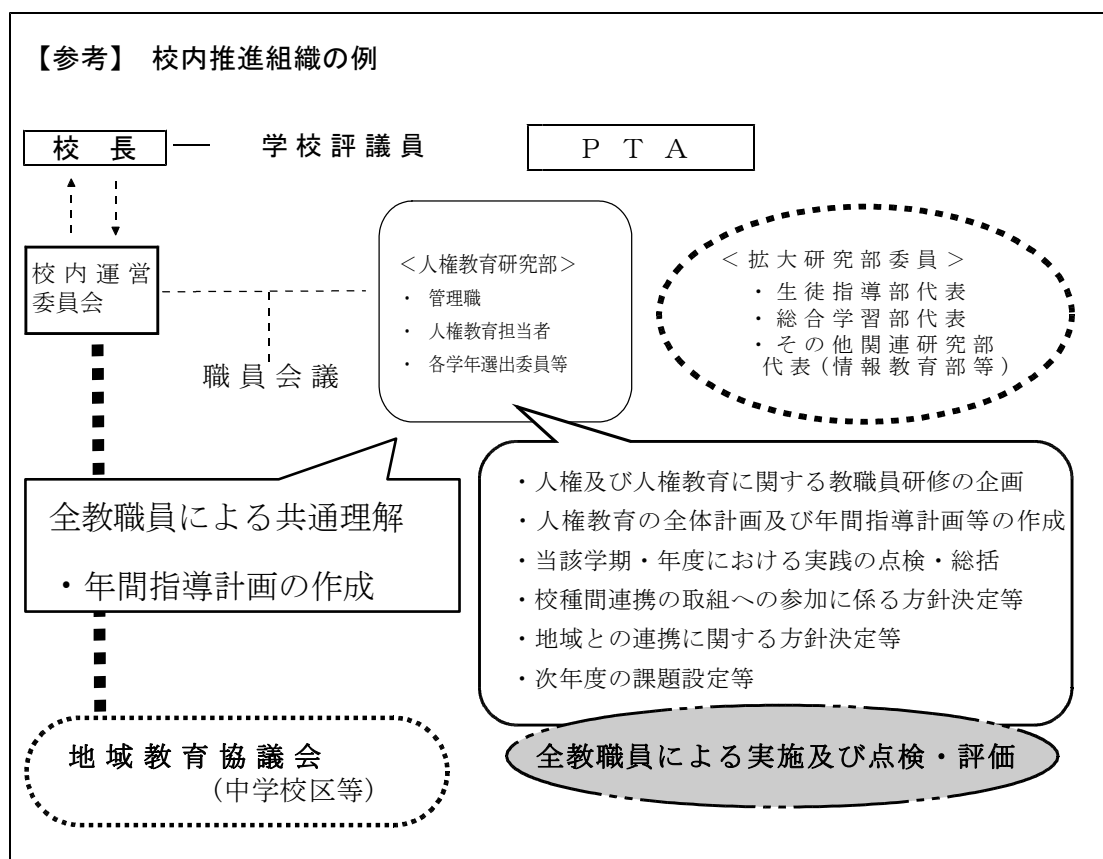 【参考】 校内推進組織の例
校長
学校評議員
PTA
校内運営
委員会
職員会議
＜人権教育研究部＞
・ 管理職
・ 人権教育担当者
・ 各学年選出委員等
＜拡大研究部委員＞
・生徒指導部代表
・総合学習部代表
・その他関連研究部
代表(情報教育部等)
全教職員による共通理解
・年間指導計画の作成
・人権及び人権教育に関する教職員研修の企画
・人権教育の全体計画及び年間指導計画等の作成
・当該学期・年度における実践の点検・総括
・校種間連携の取組への参加に係る方針決定等
・地域との連携に関する方針決定等
・次年度の課題設定等
地域教育協議会
(中学校区等)
全教職員による実施及び点検・評価